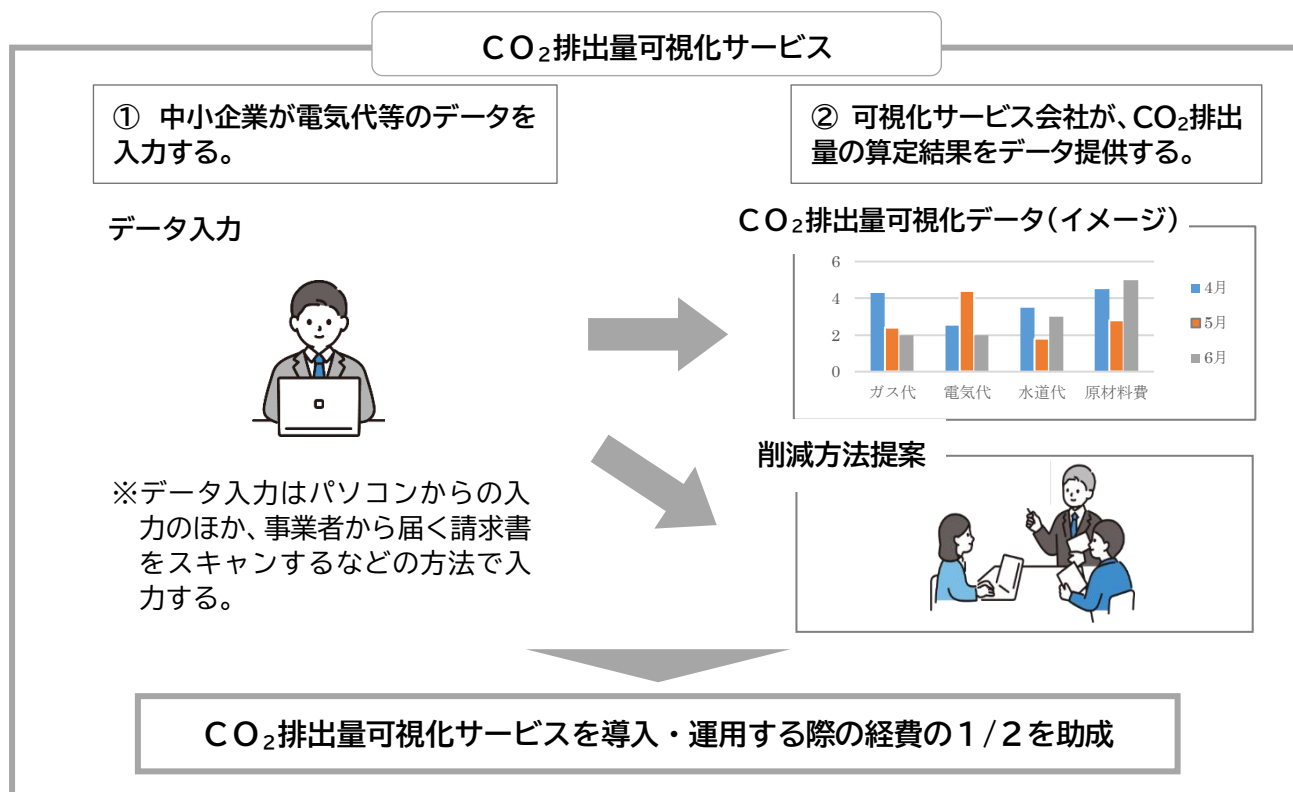 CO₂排出量可視化サービス
① 中小企業が電気代等のデータを
入力する。
② 可視化サービス会社が、CO₂排出
量の算定結果をデータ提供する。
データ入力
CO₂排出量可視化データ(イメージ)
6
4
2
0
ガス代 電気代 水道代 原材料費
4月
5月
6月
削減方法提案
※データ入力はパソコンからの入
力のほか、事業者から届く請求書
をスキャンするなどの方法で入
力する。
CO₂排出量可視化サービスを導入・運用する際の経費の1/2を助成